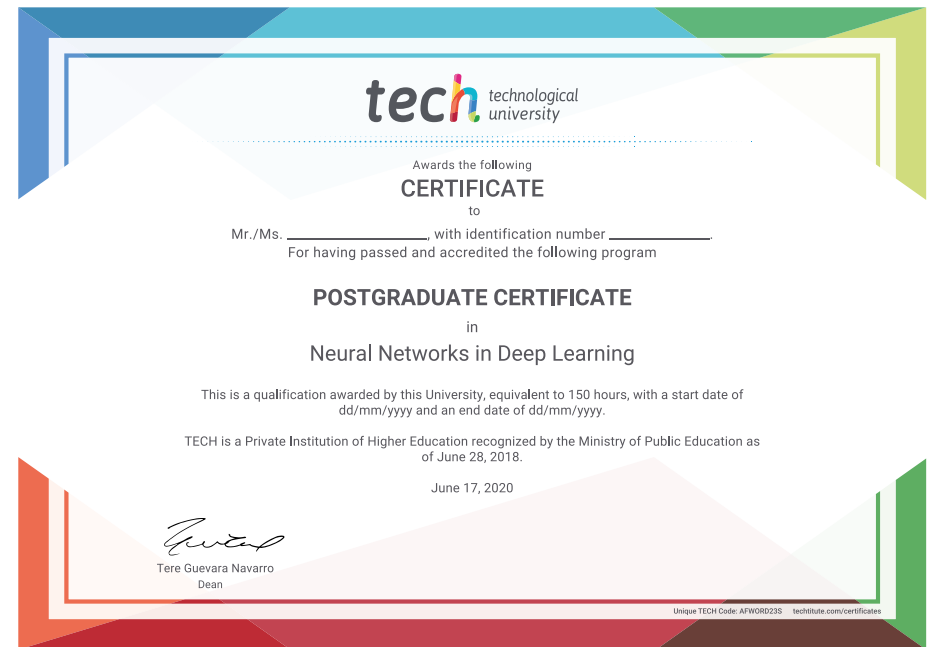 tech technological
university
Awards the following
CERTIFICATE
to
Mr./Ms. ____________________, with identification number ______________.
For having passed and accredited the following program
POSTGRADUATE CERTIFICATE
in
Neural Networks in Deep Learning
This is a qualification awarded by this University, equivalent to 150 hours, with a start date of
dd/mm/yyyy and an end date of dd/mm/yyyy.
TECH is a Private Institution of Higher Education recognized by the Ministry of Public Education as
of June 28, 2018.
June 17, 2020
Tere Guevara Navarro
Dean
Unique TECH Code: AFWORD23S techtitute.com/certificates